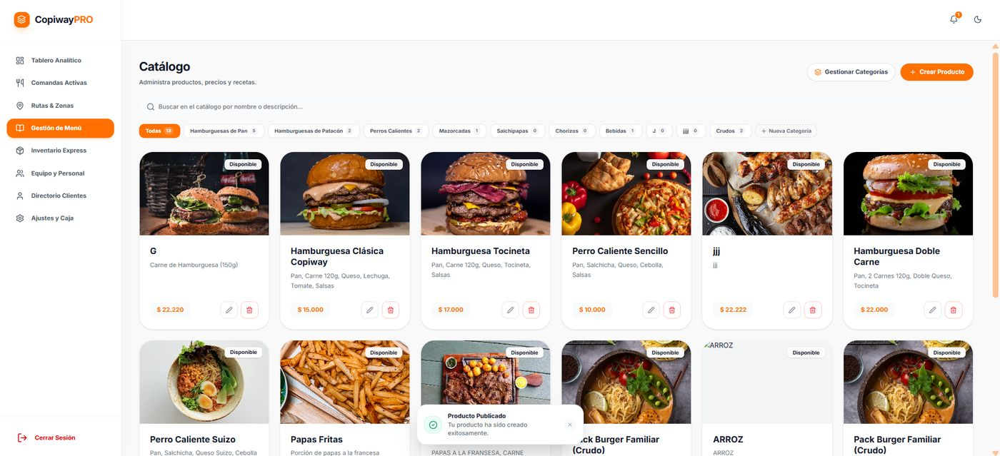 CopiwayPRO
1
Tablero Analítico
Comandas Activas
Rutas & Zonas
Gestión de Menú
Inventario Express
Equipo y Personal
Directorio Clientes
Ajustes y Caja
Cerrar Sesión
Catálogo
Administra productos, precios y recetas.
Gestionar Categorías
+ Crear Producto
Buscar en el catálogo por nombre o descripción...
Todas 15 Hamburguesas de Pan 5 Hamburguesas de Patacón 2 Perros Calientes 2 Mazorcadas 1 Salchipapas 0 Chorizos 0 Bebidas 1 J 0 jjjj 0 Crudos 2 + Nueva Categoría
Disponible
G
Carne de Hamburguesa (150g)
$ 22.220
Disponible
Hamburguesa Clásica
Copiway
Pan, Carne 120g, Queso, Lechuga,
Tomate, Salsas
$ 15.000
Disponible
Hamburguesa Tocineta
Pan, Carne 120g, Queso, Tocineta,
Salsas
$ 17.000
Disponible
Perro Caliente Sencillo
Pan, Salchicha, Queso, Cebolla,
Salsas
$ 10.000
Disponible
jjj
jjj
$ 22.222
Disponible
Hamburguesa Doble
Carne
Pan, 2 Carnes 120g, Doble Queso,
Tocineta
$ 22.000
Disponible
Perro Caliente Suizo
Pan, Salchicha, Queso Suizo, Cebolla
Disponible
Papas Fritas
Porción de papas a la francesa
Disponible
PAPAS A LA FRANSESA, CARNE
Disponible
Pack Burger Familiar
(Crudo)
ARROZ
Disponible
ARROZ
ARROZ
Disponible
Pack Burger Familiar
(Crudo)
Producto Publicado
Tu producto ha sido creado
exitosamente.